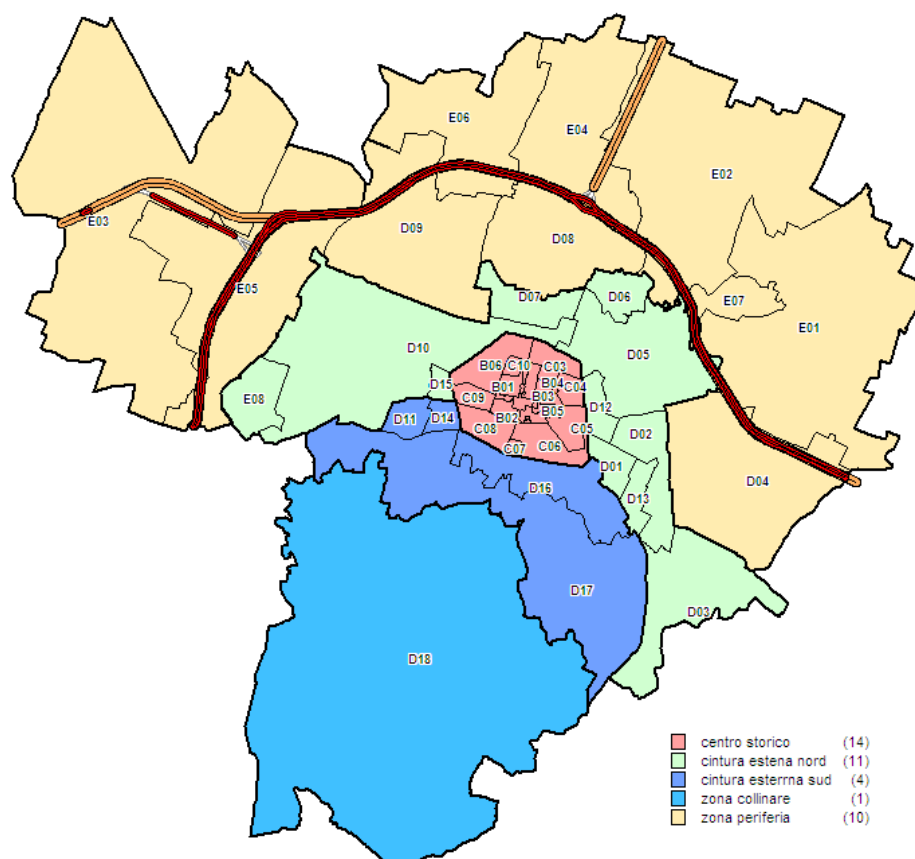 E06
E04
E02
E03
D09
D08
E05
E07
E01
D07
D06
D10
D05
B06
C10
C03
D15
B01
B04
C04
C09
B03
D12
E08
B05
D11
D14
B02
C08
C05
D02
C07
C06
D01
D16
D04
D13
D17
D03
D18
centro storico (14)
cintura estena nord (11)
cintura esterrna sud (4)
zona collinare (1)
zona periferia (10)